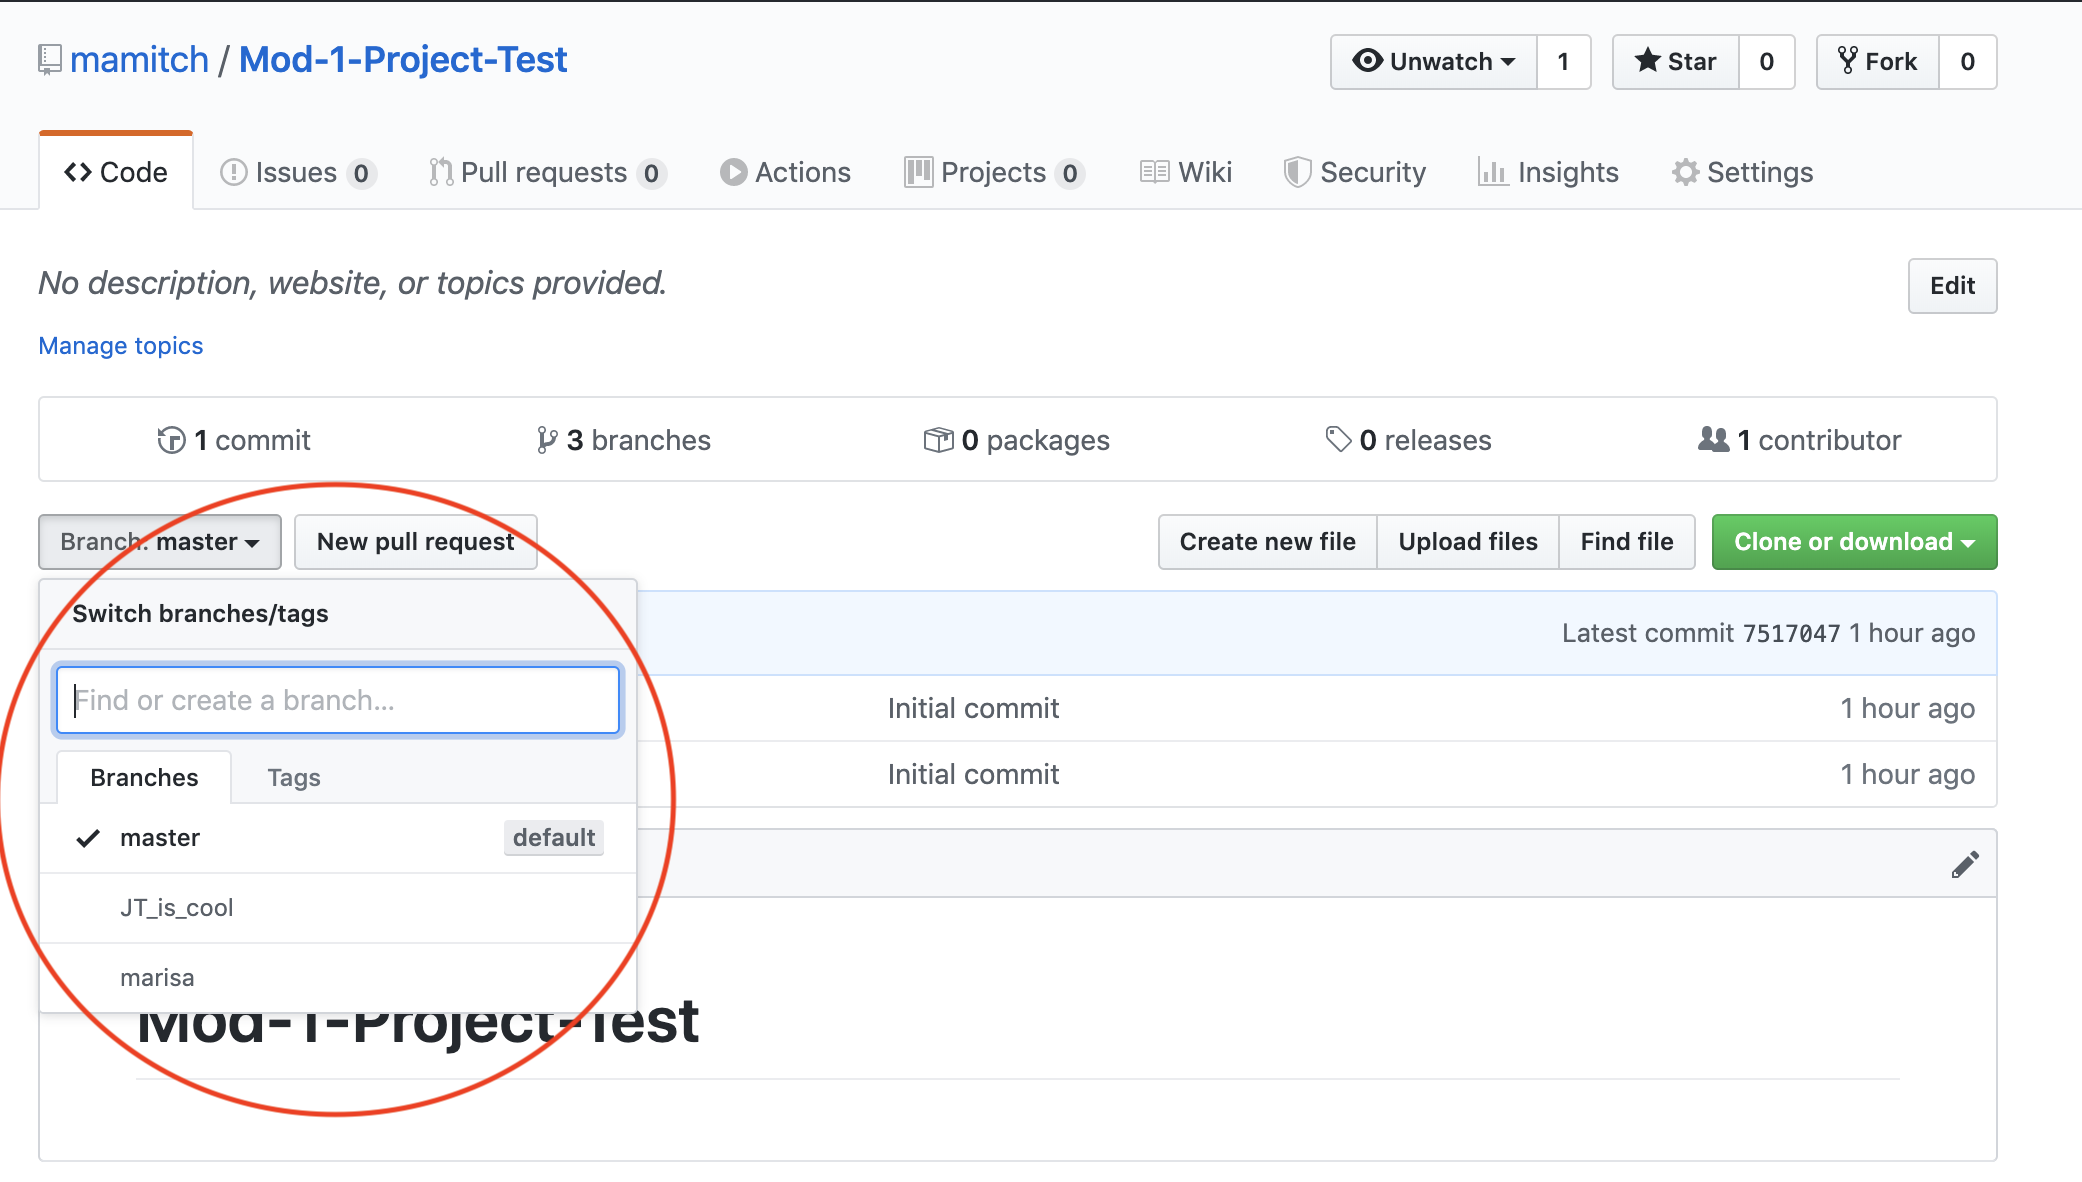 mamitch / Mod-1-Project-Test
Unwatch 1
Star 0
Fork 0
Code
Issues 0
Pull requests 0
Actions
Projects 0
Wiki
Security
Insights
Settings
No description, website, or topics provided.
Edit
Manage topics
1 commit
3 branches
0 packages
0 releases
1 contributor
Branch: master
New pull request
Create new file
Upload files
Find file
Clone or download
Switch branches/tags
Latest commit 7517047 1 hour ago
Find or create a branch...
Initial commit
1 hour ago
Branches
Tags
Initial commit
1 hour ago
master
default
JT_is_cool
marisa
Mod-1-Project-Test